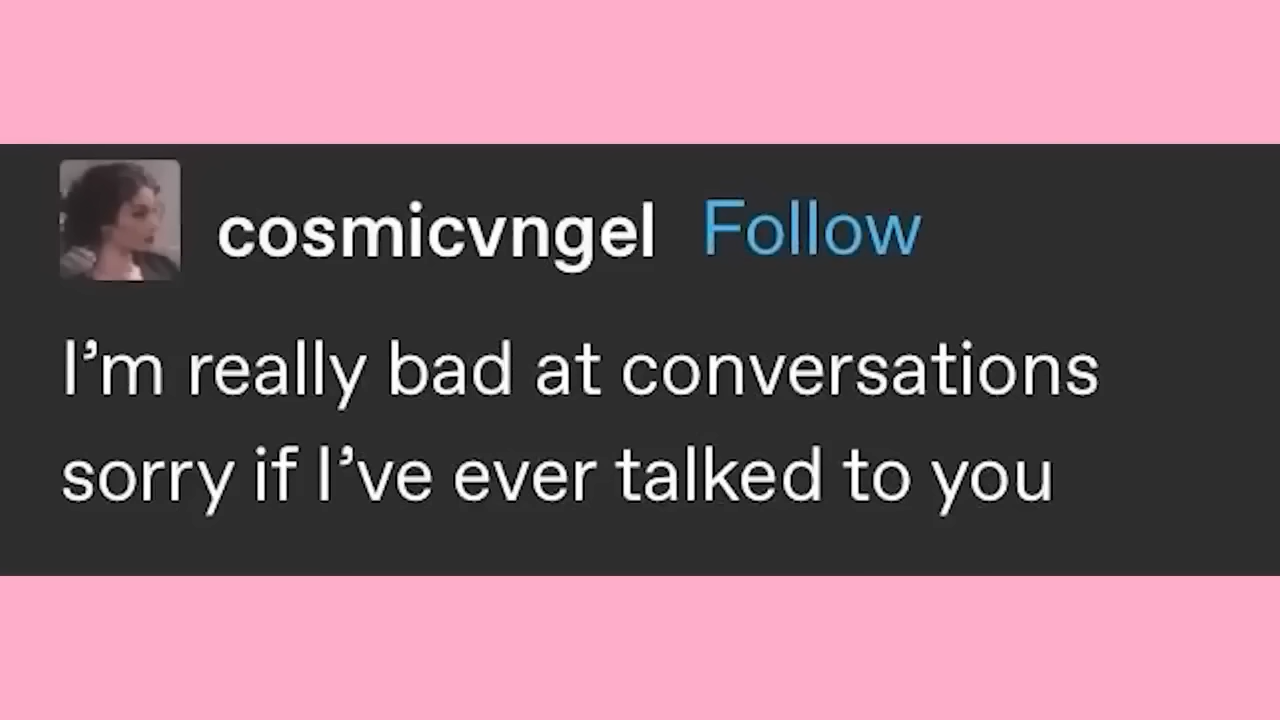 cosmicvngel Follow
I’m really bad at conversations
sorry if I’ve ever talked to you